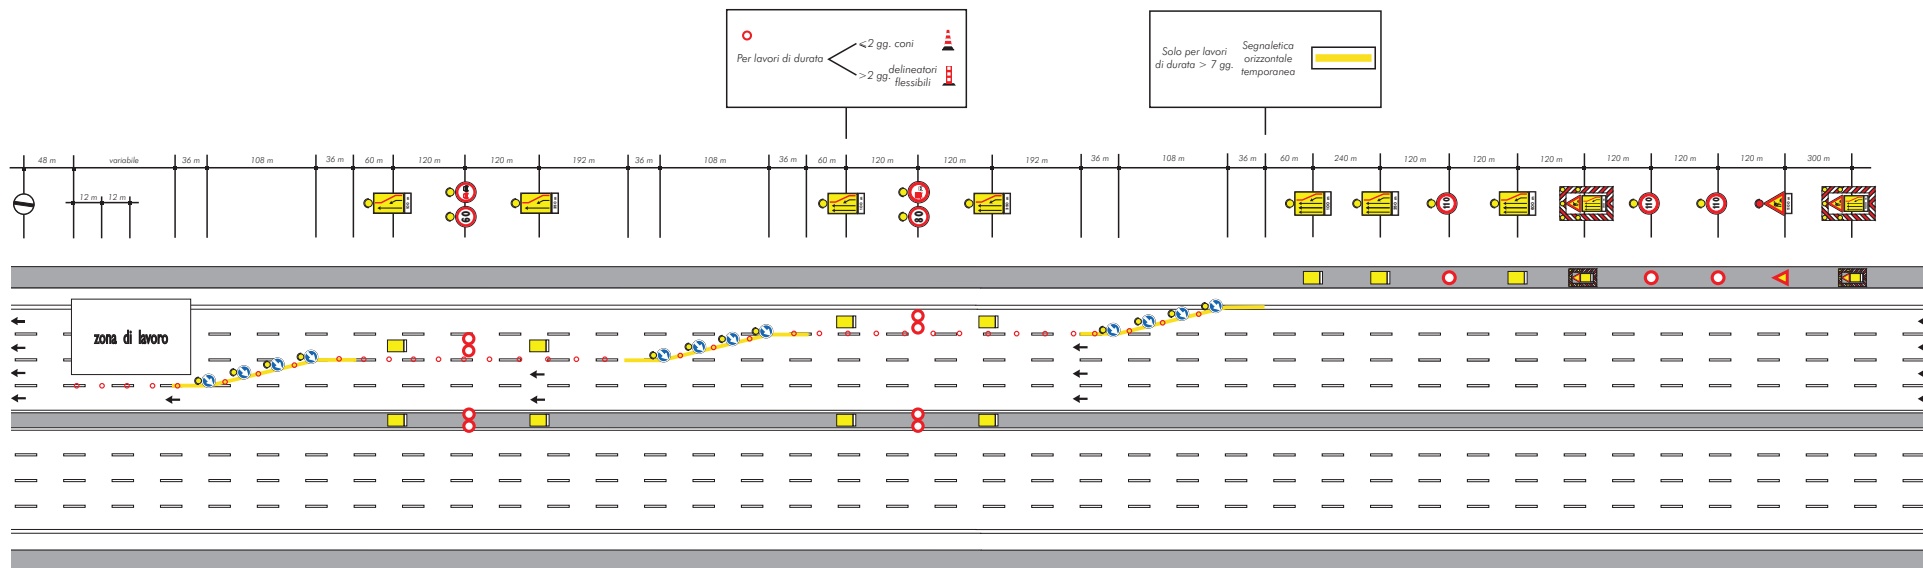 Per lavori di durata
<2 gg. coni
>2 gg. delineatori
flessibili
Solo per lavori
di durata > 7 gg.
Segnaletica
orizzontale
temporanea
48 m variabile 36 m 108 m 36 m 60 m 120 m 120 m 192 m 36 m 108 m 36 m 60 m 120 m 120 m 192 m 36 m 108 m 36 m 60 m 240 m 120 m 120 m 120 m 120 m 120 m 120 m 300 m
12 m 12 m
60
80
110
110
110
zona di lavoro